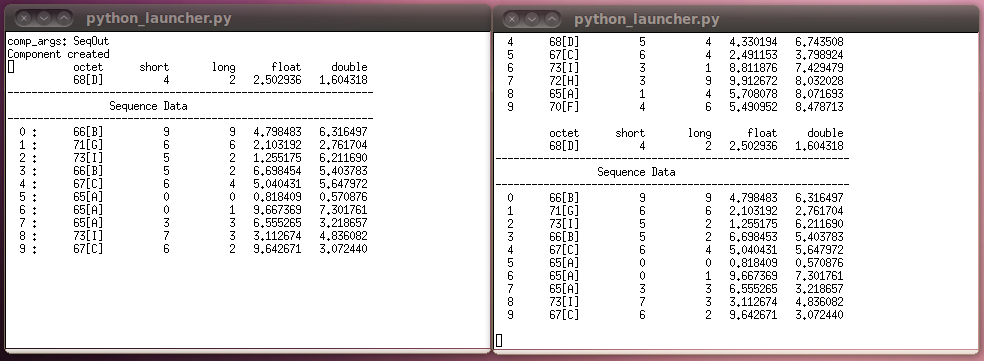 python_launcher.py
comp_args: SeqOut
Component created
octet short long float double
68[D] 4 2 2.502936 1.604318
Sequence Data
0 : 66[B] 9 9 4.798483 6.316497
1 : 71[G] 6 6 2.103192 2.761704
2 : 73[I] 5 2 1.255175 6.211690
3 : 66[B] 5 2 6.698454 5.403783
4 : 67[C] 6 4 5.040431 5.647972
5 : 65[A] 0 0 0.818409 0.570876
6 : 65[A] 0 1 9.667369 7.301761
7 : 65[A] 3 3 6.555265 3.218657
8 : 73[I] 7 3 3.112674 4.836082
9 : 67[C] 6 2 9.642671 3.072440
python_launcher.py
4 68[D] 5 4 4.330194 6.743508
5 67[C] 6 4 2.491153 3.798924
6 73[I] 3 1 8.811876 7.429479
7 72[H] 3 9 9.912672 8.032028
8 65[A] 1 4 5.708078 8.071693
9 70[F] 4 6 5.490952 8.478713
octet short long float double
68[D] 4 2 2.502936 1.604318
Sequence Data
0 66[B] 9 9 4.798483 6.316497
1 71[G] 6 6 2.103192 2.761704
2 73[I] 5 2 1.255175 6.211690
3 66[B] 5 2 6.698453 5.403783
4 67[C] 6 4 5.040431 5.647972
5 65[A] 0 0 0.818409 0.570876
6 65[A] 0 1 9.667369 7.301761
7 65[A] 3 3 6.555265 3.218657
8 73[I] 7 3 3.112674 4.836082
9 67[C] 6 2 9.642671 3.072440